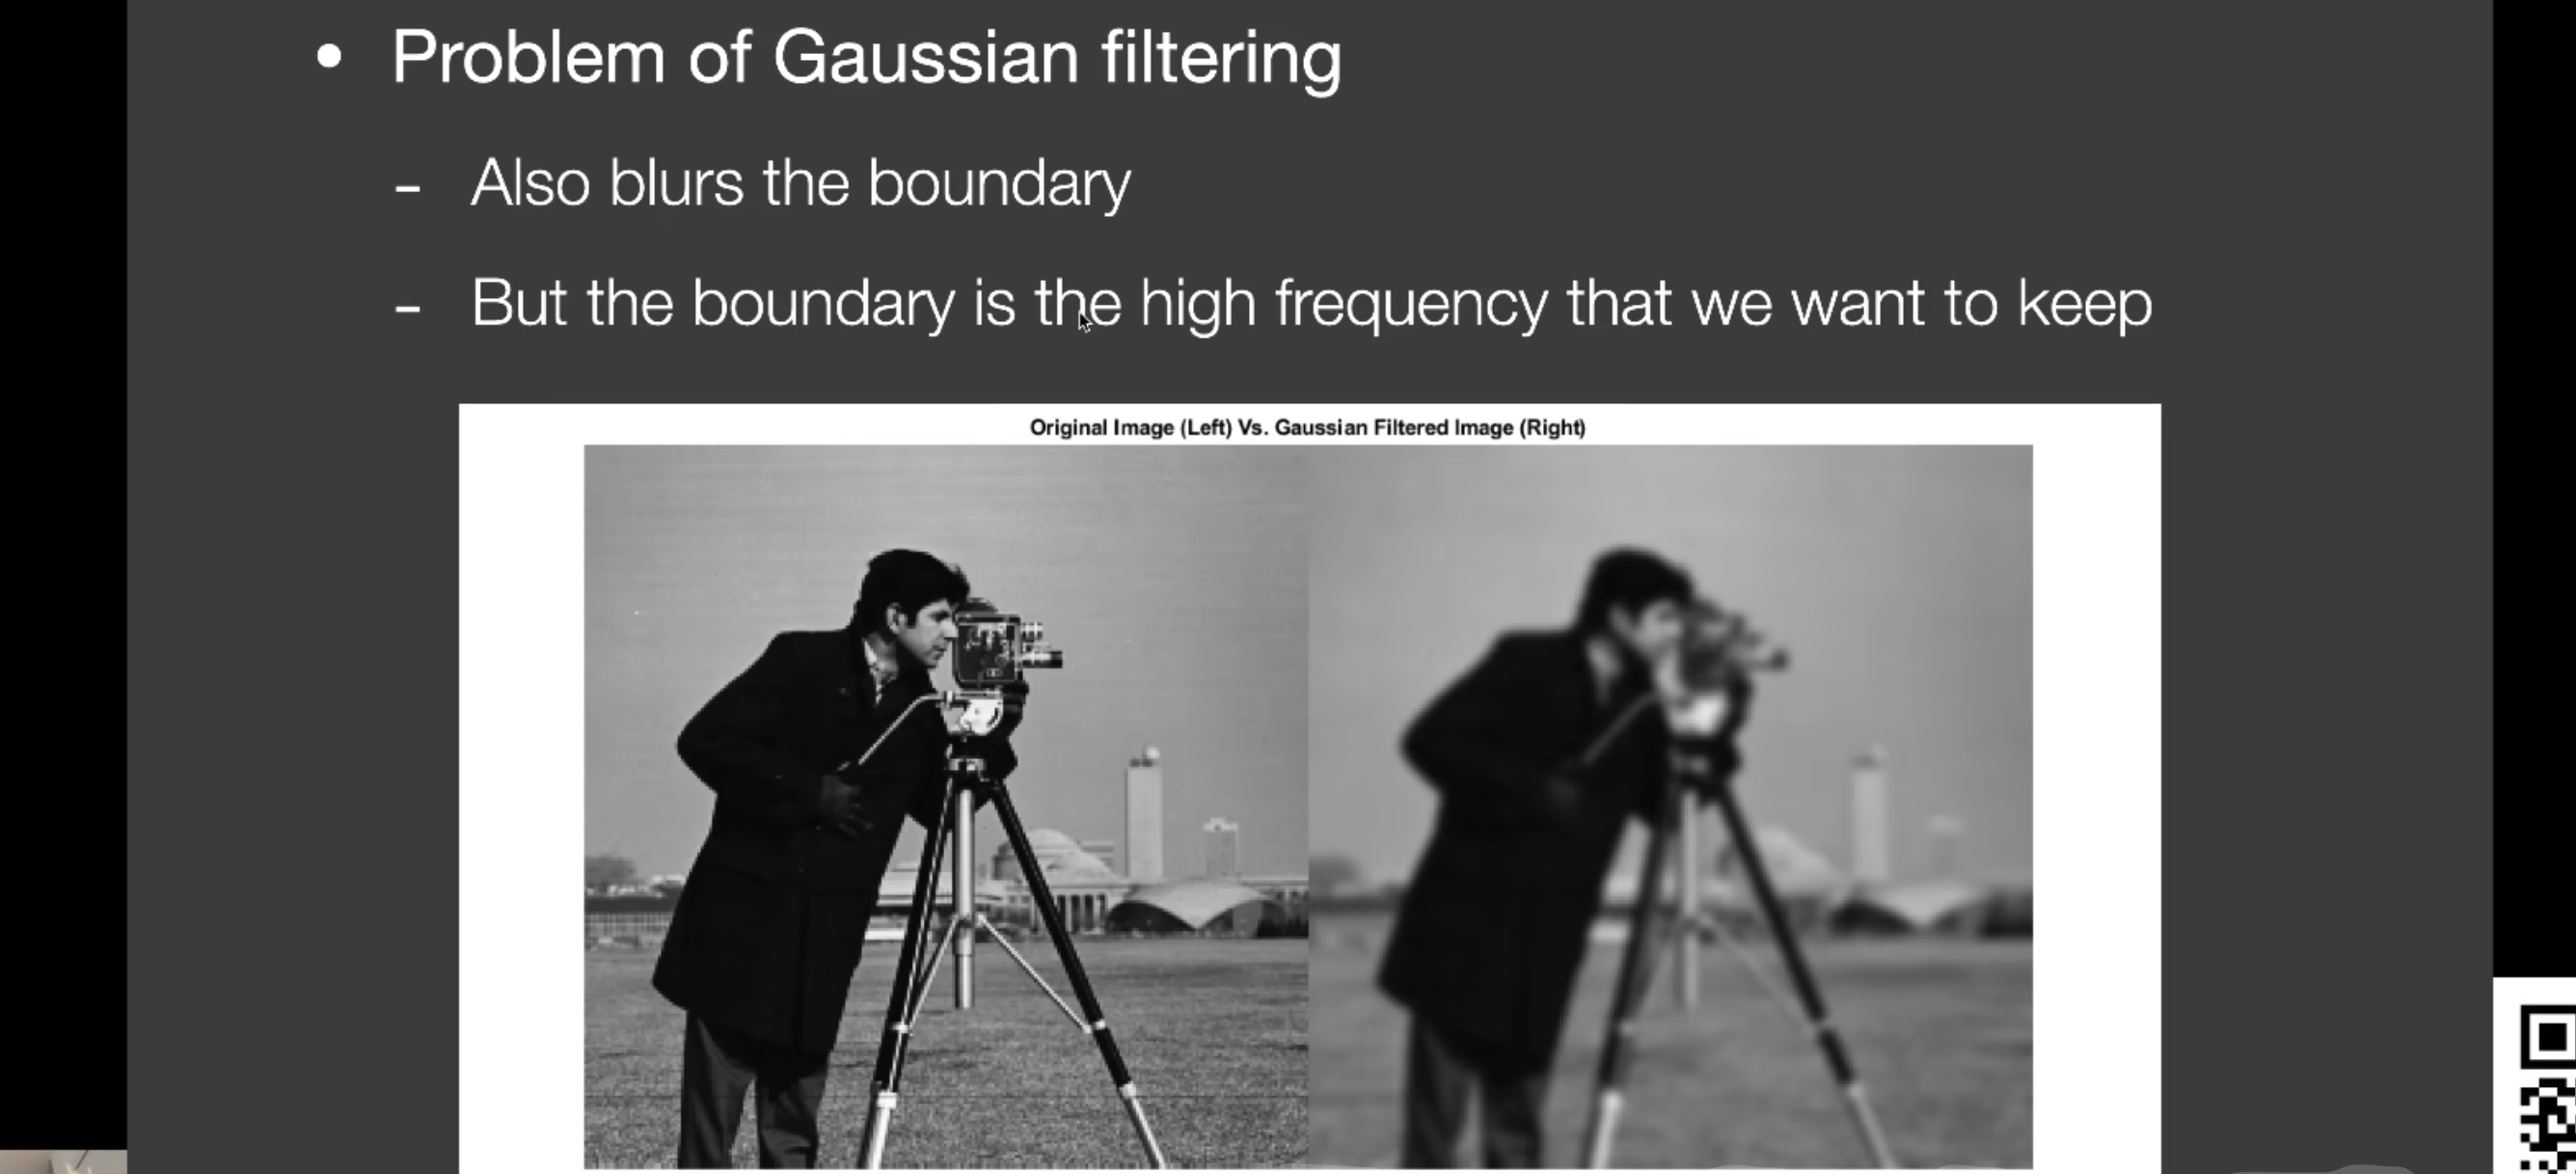 • Problem of Gaussian filtering
- Also blurs the boundary
- But the boundary is the high frequency that we want to keep
Original Image (Left) Vs. Gaussian Filtered Image (Right)